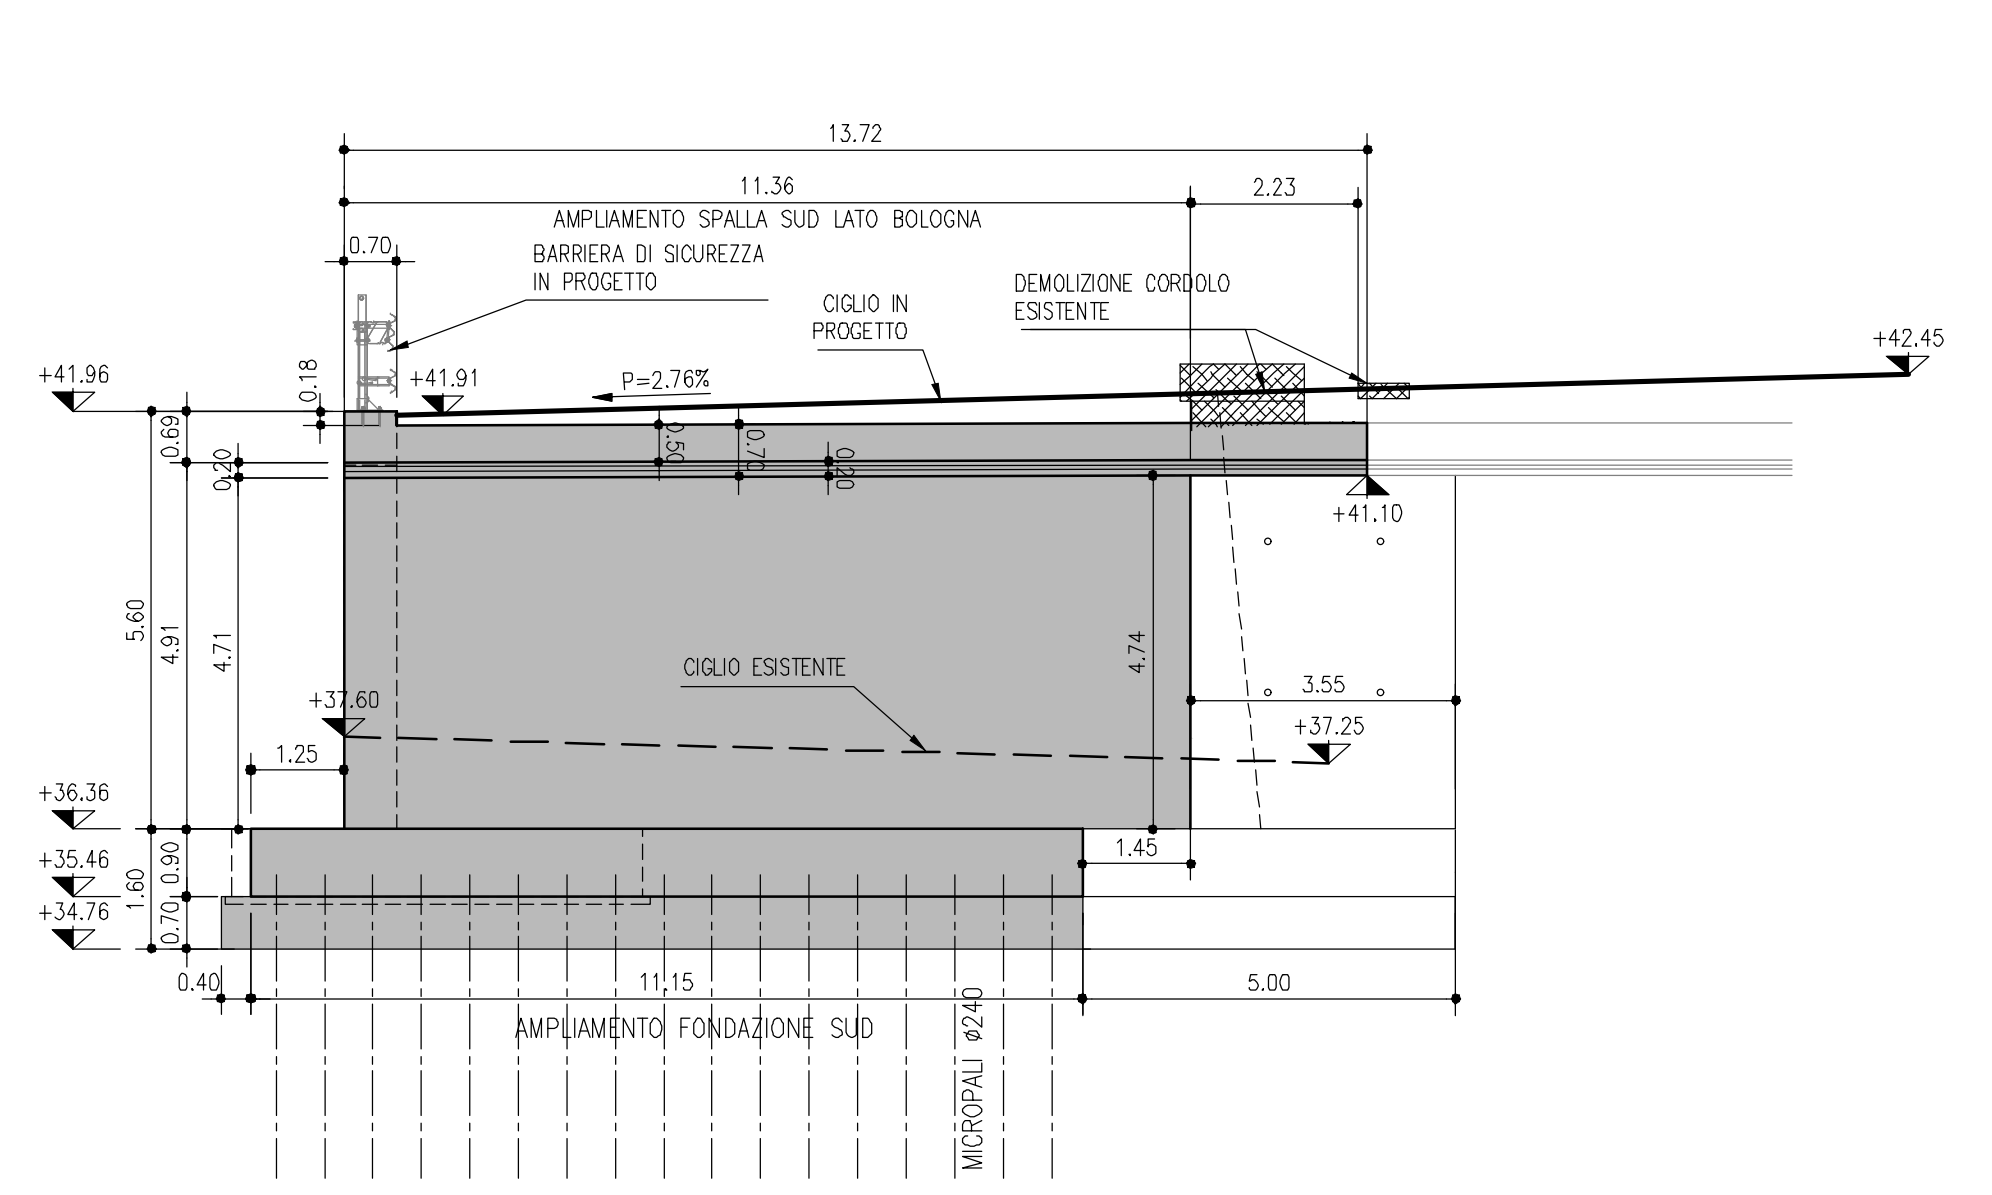 13.72
11.36
2.23
AMPLIAMENTO SPALLA SUD LATO BOLOGNA
0.70
BARRIERA DI SICUREZZA
IN PROGETTO
DEMOLIZIONE CORDOLO
ESISTENTE
CIGLIO IN
PROGETTO
+42.45
+41.96
0.18
+41.91
P=2.76%
0.69
0.20
0.50
0.70
0.20
+41.10
5.60
4.91
4.71
4.74
CIGLIO ESISTENTE
3.55
+37.60
+37.25
1.25
+36.36
1.45
0.90
+35.46
1.60
+34.76
0.70
0.40
11.15
5.00
AMPLIAMENTO FONDAZIONE SUD
MICROPALI ø240